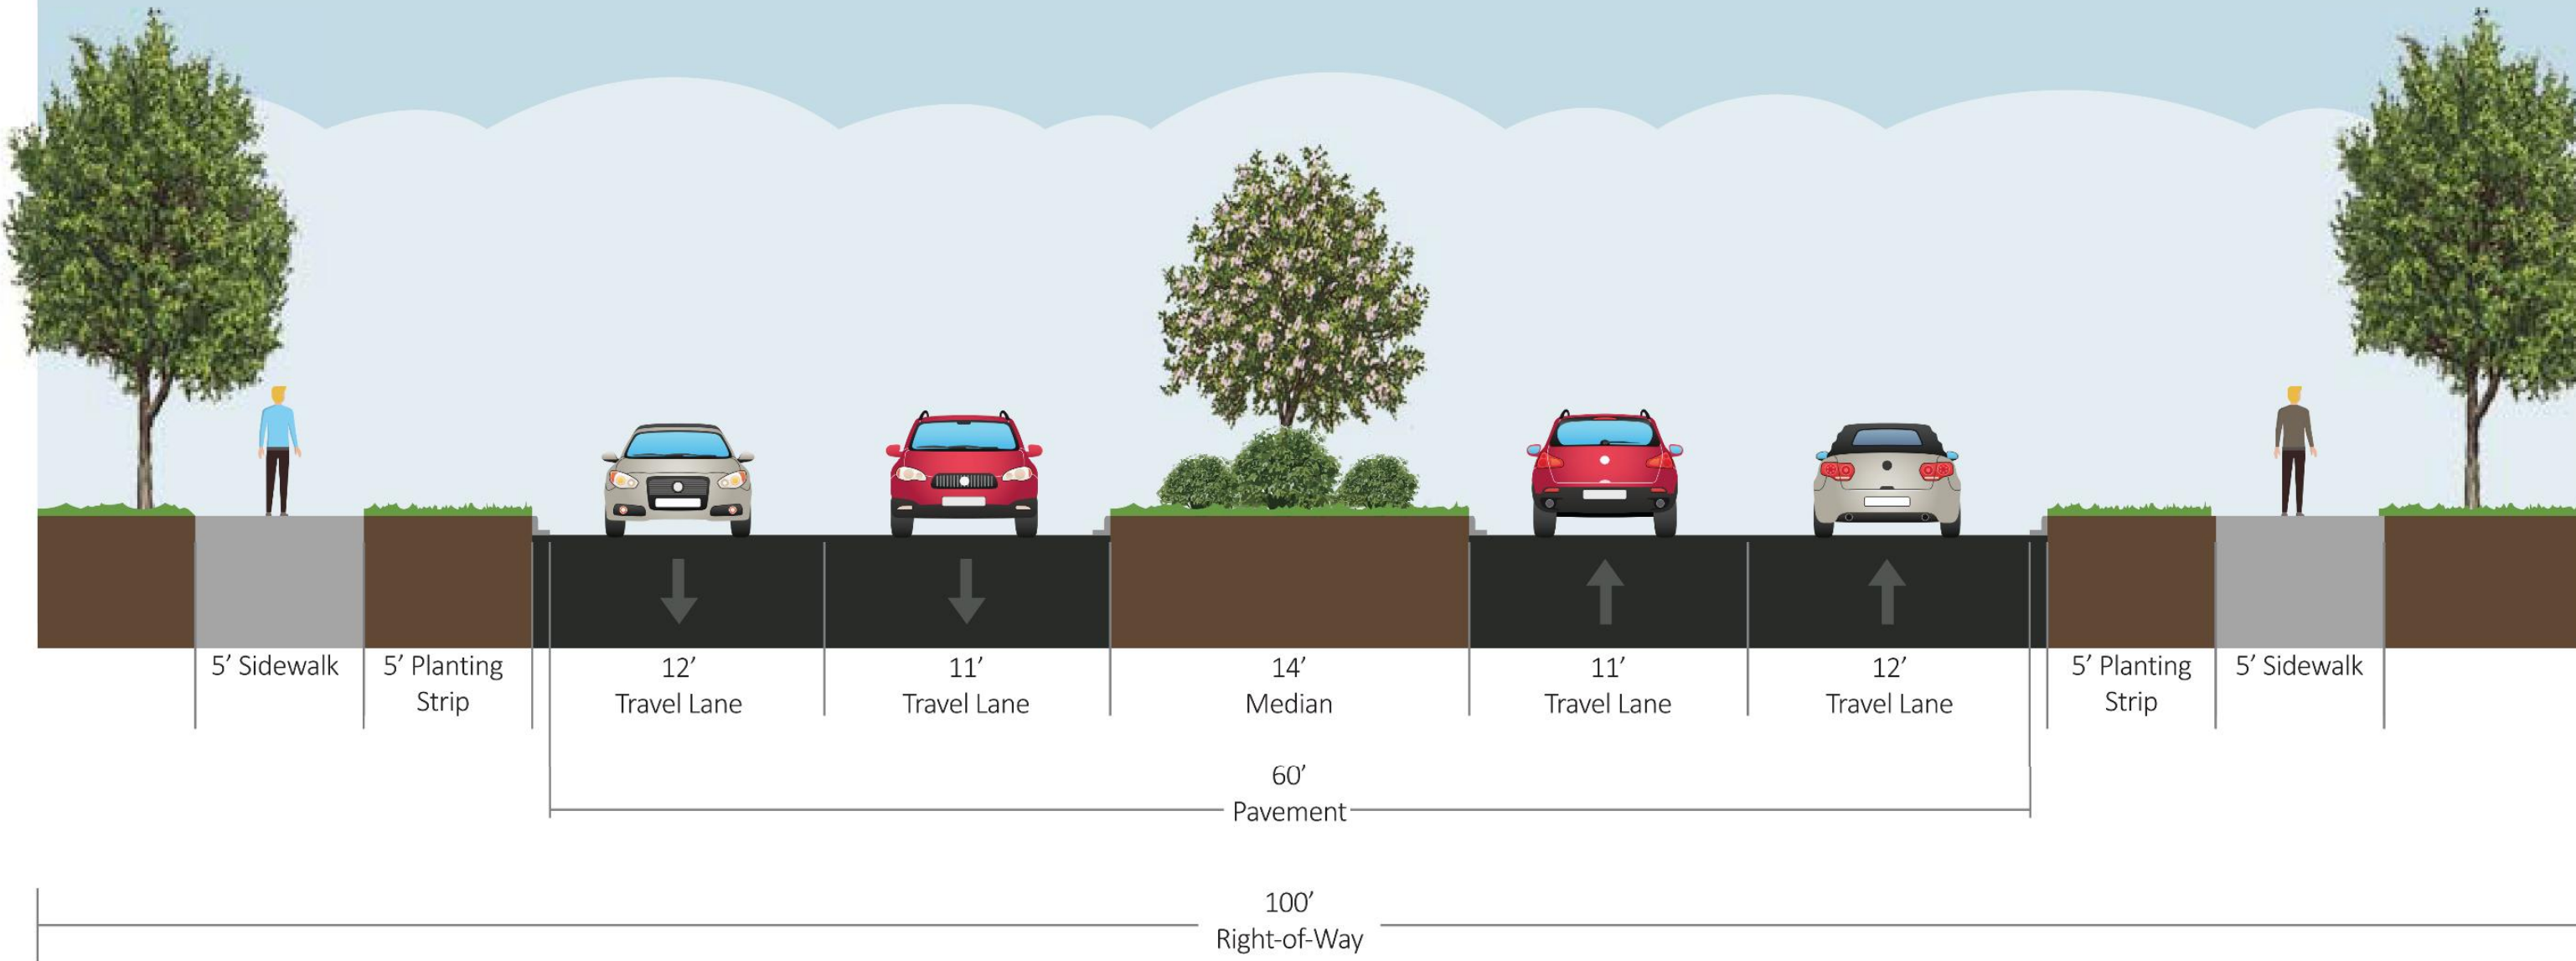 5’ Sidewalk
5’ Planting
Strip
12’
Travel Lane
11’
Travel Lane
14’
Median
11’
Travel Lane
12’
Travel Lane
5’ Planting
Strip
5’ Sidewalk
60’
Pavement
100’
Right-of-Way